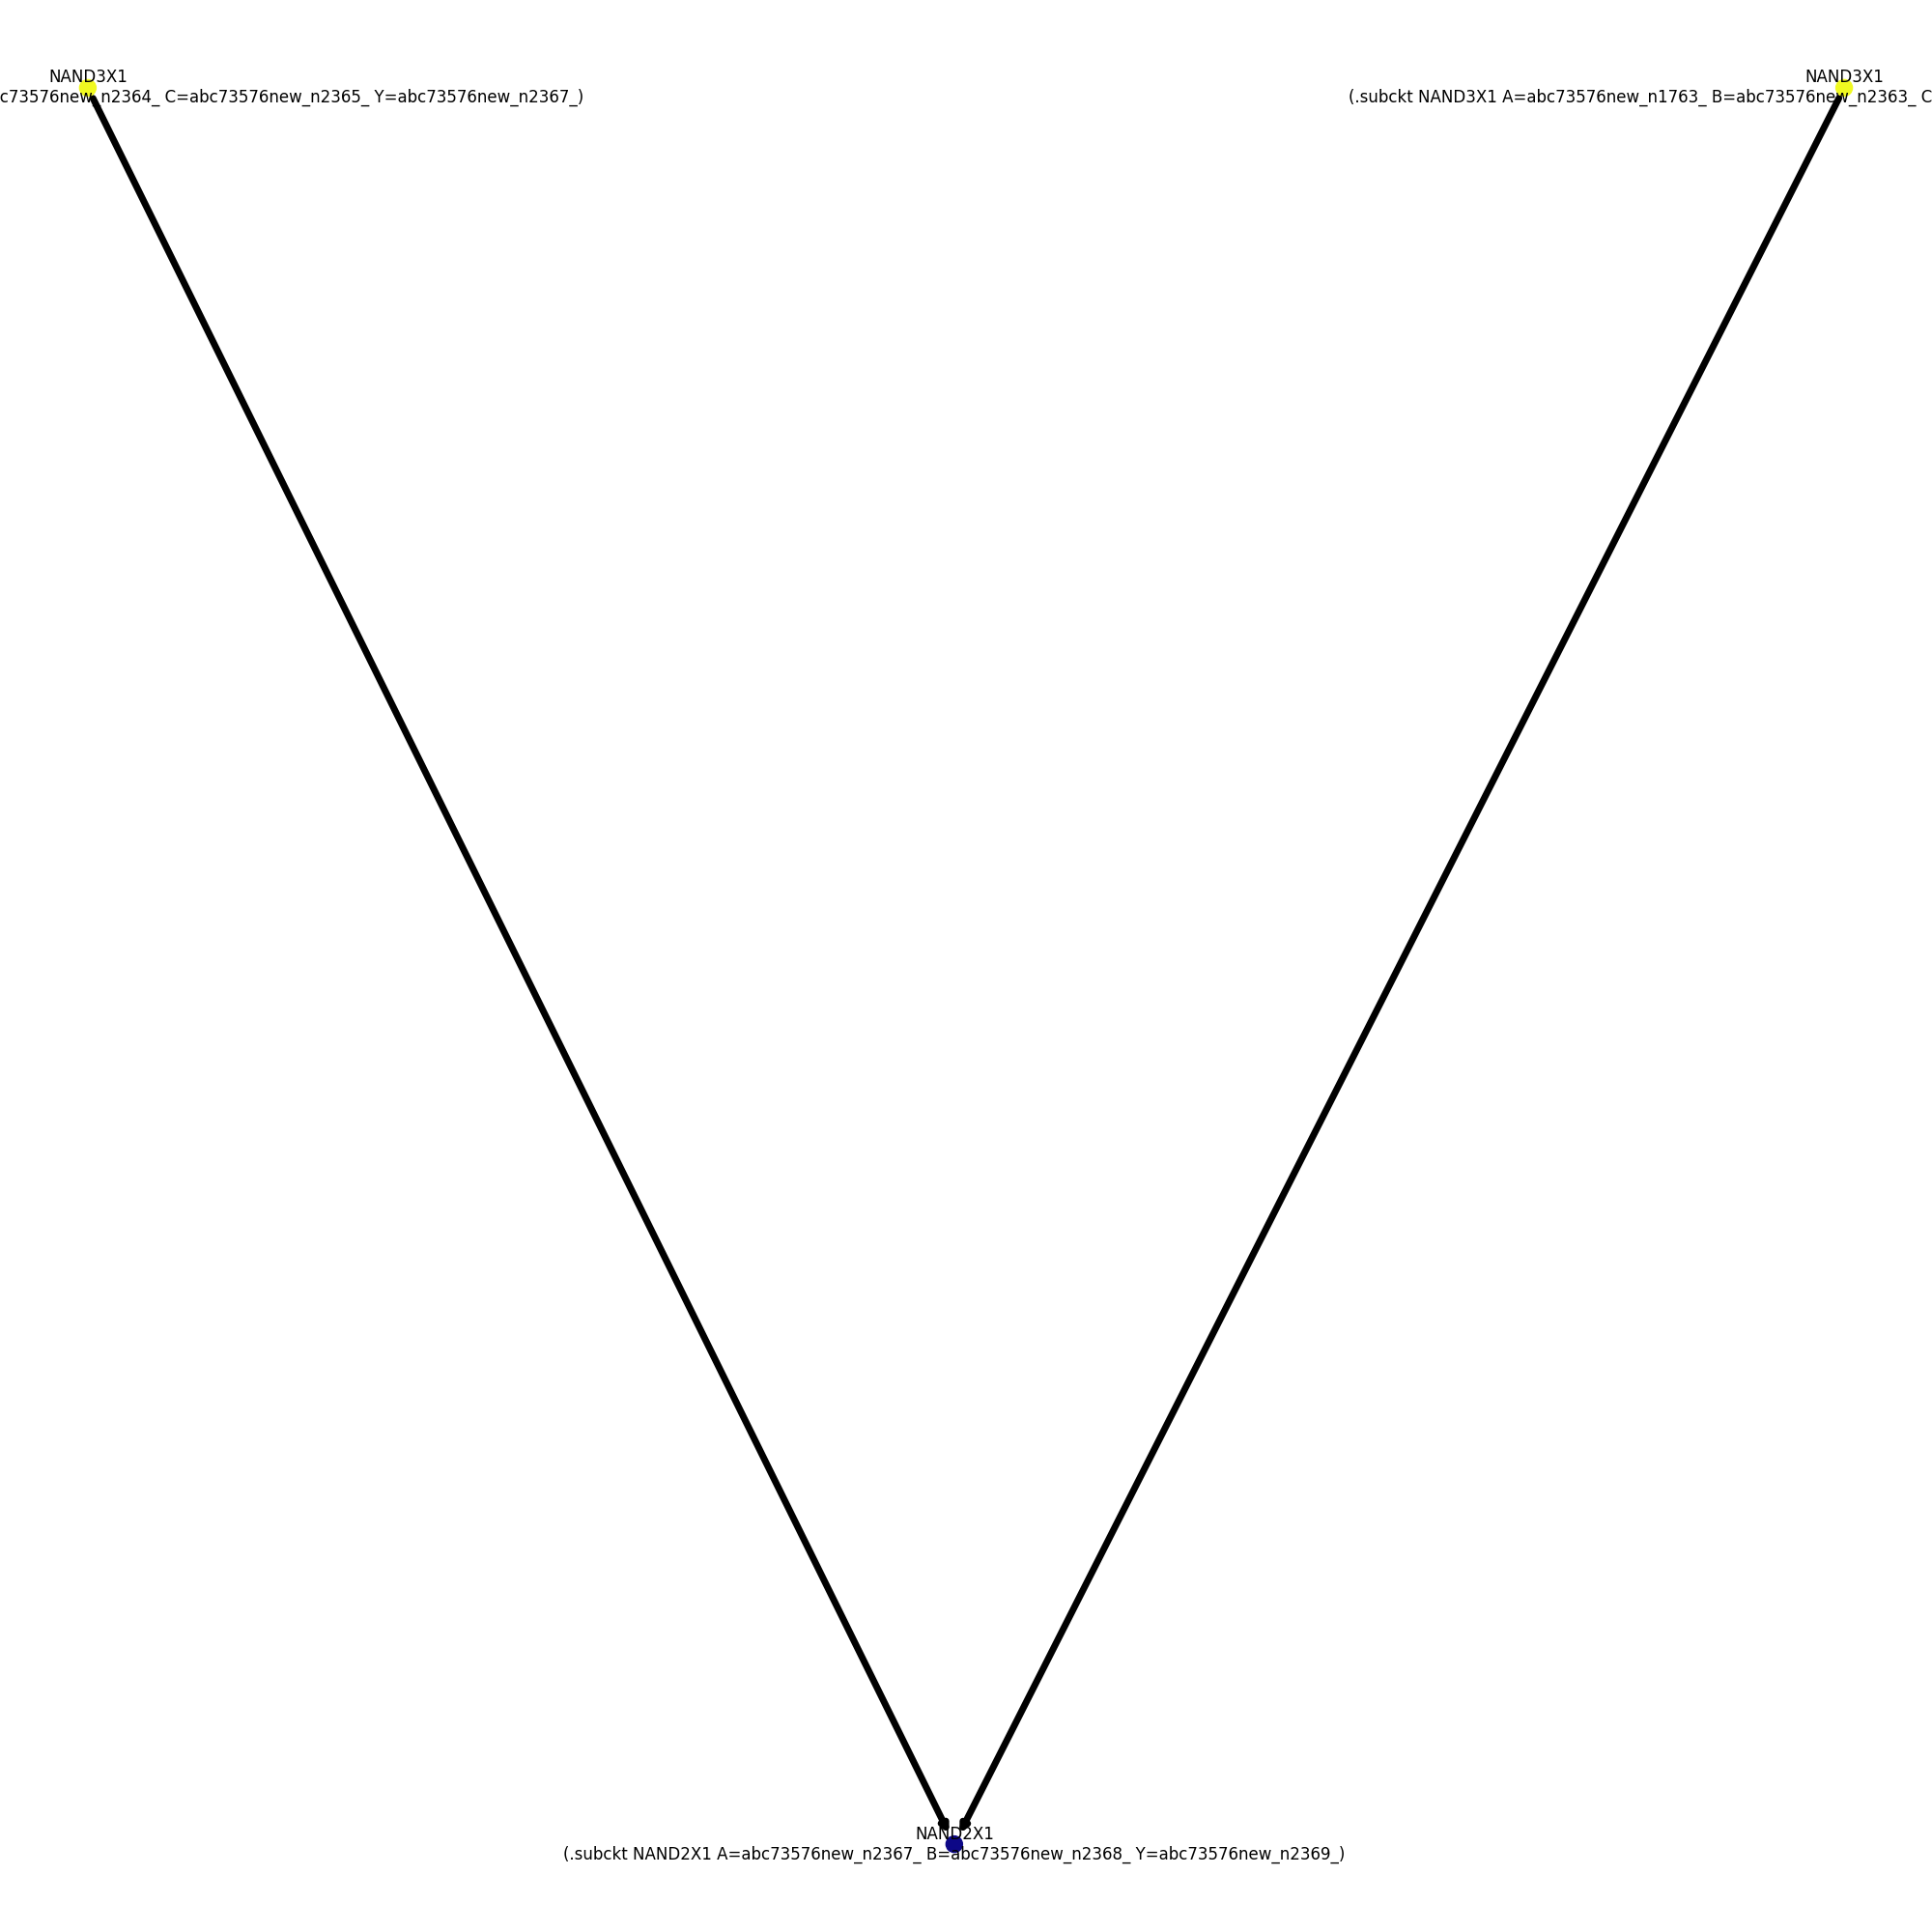 NAND3X1
c73576new_n2364_ C=abc73576new_n2365_ Y=abc73576new_n2367_)
NAND3X1
(.subckt NAND3X1 A=abc73576new_n1763_ B=abc73576new_n2363_ C
NAND2X1
(.subckt NAND2X1 A=abc73576new_n2367_ B=abc73576new_n2368_ Y=abc73576new_n2369_)